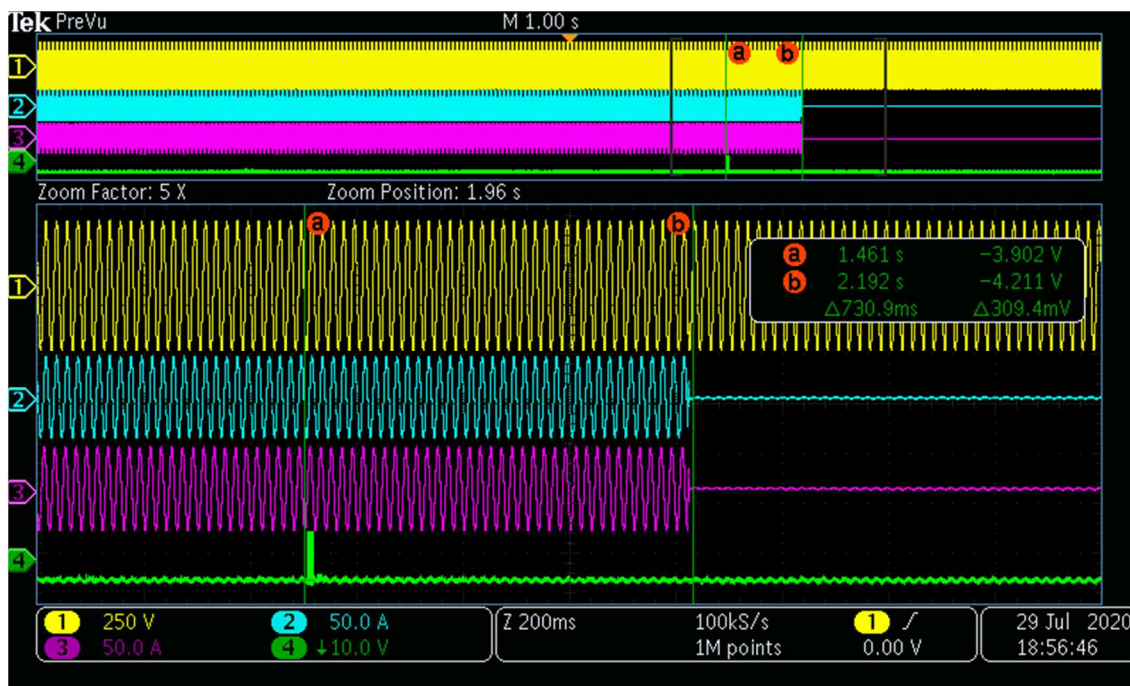 Tek PreVu M 1.00 s
1
a b
2
3
4
Zoom Factor: 5 X Zoom Position: 1.96 s
a b
a 1.461 s −3.902 V
1
b 2.192 s −4.211 V
△730.9ms △309.4mV
2
3
4
1 250 V 2 50.0 A Z 200ms 100kS/s 1 29 Jul 2020
3 50.0 A 4 ↓10.0 V 1M points 0.00 V 18:56:46